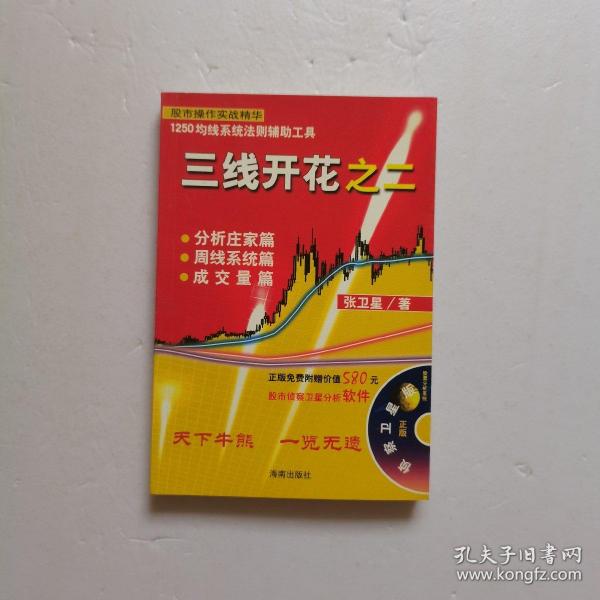 股市操作实战精华
1250均线系统法则辅助工具
三线开花之二
分析庄家篇
周线系统篇
成交量篇
张卫星／著
正版免费附赠价值580元
股市侦察卫星分析软件
侦察卫星
正版
天下牛熊 一览无遗
海南出版社
孔夫子旧书网
www.kongfz.com